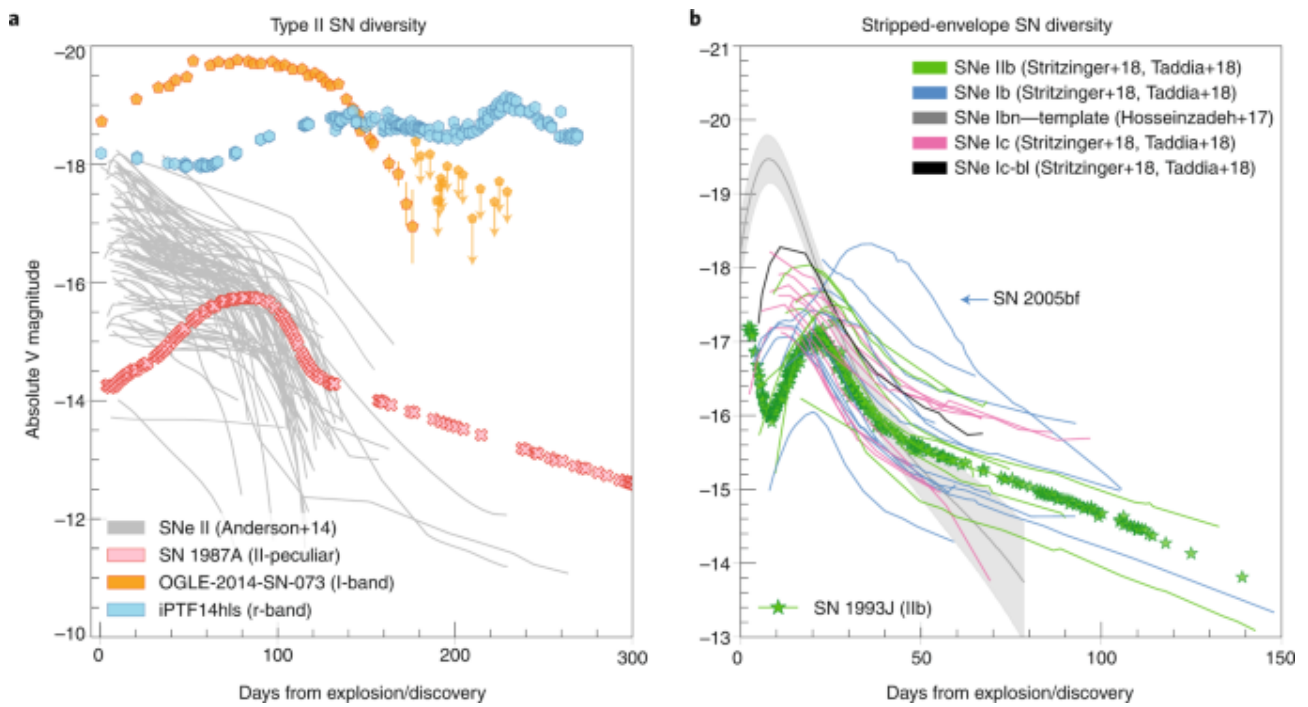 a
Type II SN diversity
Absolute V magnitude
–20
–18
–16
–14
–12
–10
SNe II (Anderson+14)
SN 1987A (II-peculiar)
OGLE-2014-SN-073 (I-band)
iPTF14hls (r-band)
0
100
200
300
Days from explosion/discovery
b
Stripped-envelope SN diversity
–21
–20
–19
–18
–17
–16
–15
–14
–13
SNe IIb (Stritzinger+18, Taddia+18)
SNe Ib (Stritzinger+18, Taddia+18)
SNe Ibn—template (Hosseinzadeh+17)
SNe Ic (Stritzinger+18, Taddia+18)
SNe Ic-bl (Stritzinger+18, Taddia+18)
SN 2005bf
SN 1993J (IIb)
0
50
100
150
Days from explosion/discovery